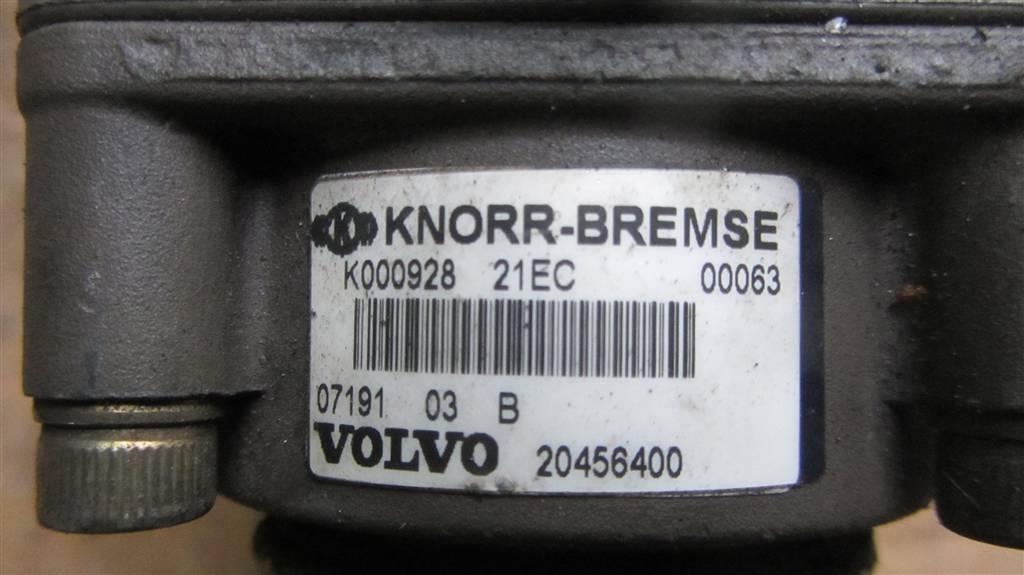 K KNORR-BREMSE
K000928 21EC 00063
07191 03 B
VOLVO 20456400